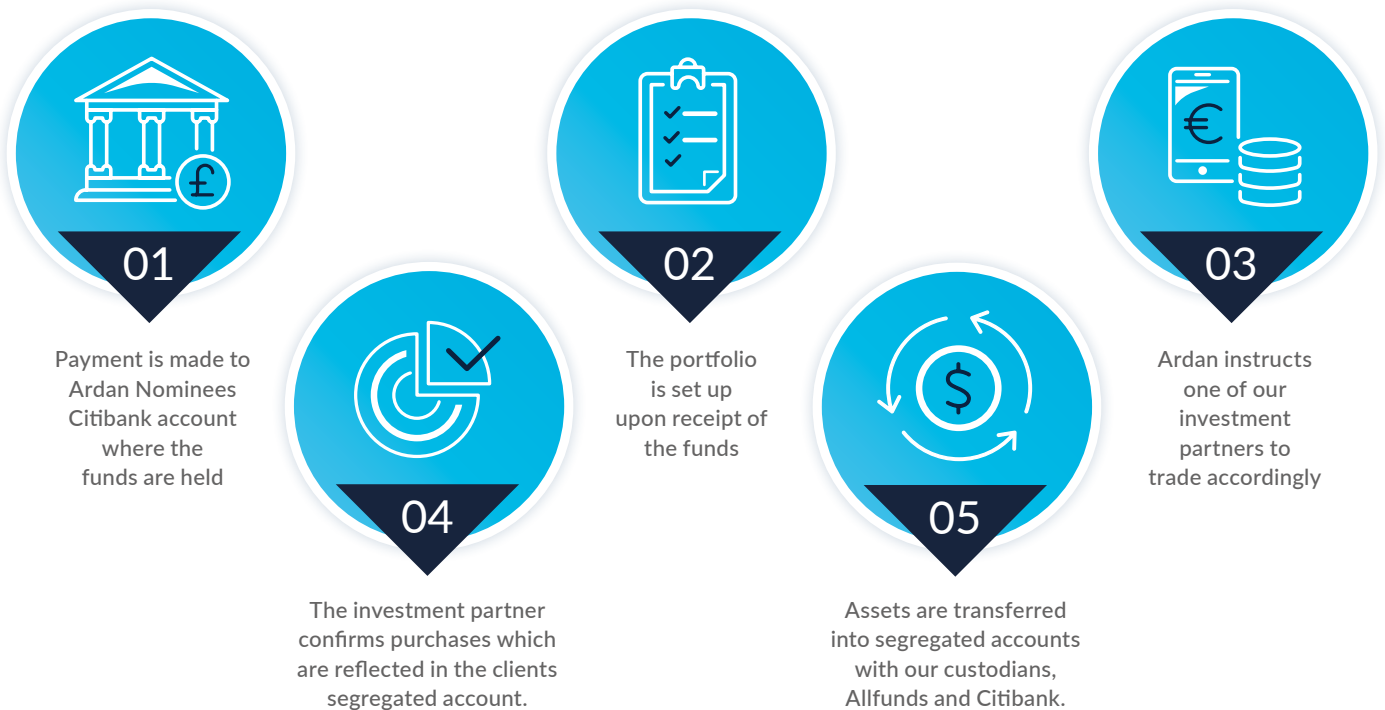 £
01
Payment is made to
Ardan Nominees
Citibank account
where the
funds are held
02
The portfolio
is set up
upon receipt of
the funds
€
03
Ardan instructs
one of our
investment
partners to
trade accordingly
04
The investment partner
confirms purchases which
are reflected in the clients
segregated account.
$
05
Assets are transferred
into segregated accounts
with our custodians,
Allfunds and Citibank.